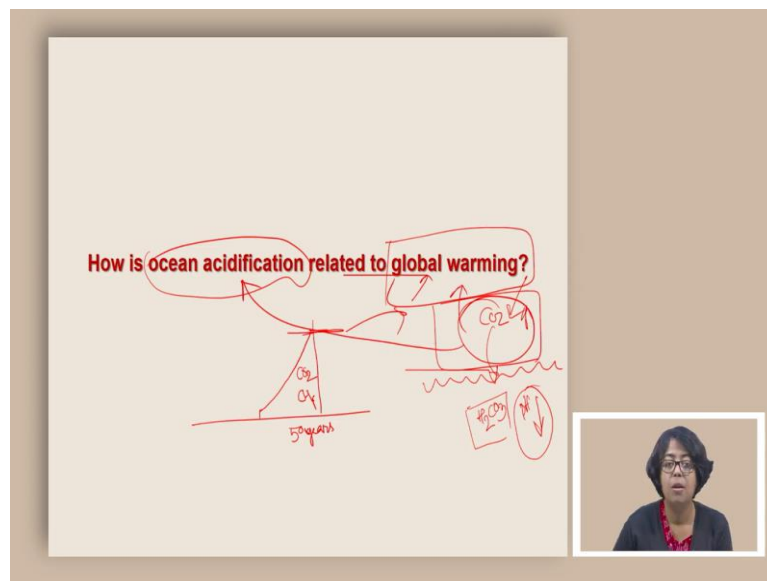 How is ocean acidification related to global warming?
CO2
CO2
CH4
H2CO3
pH
50 years